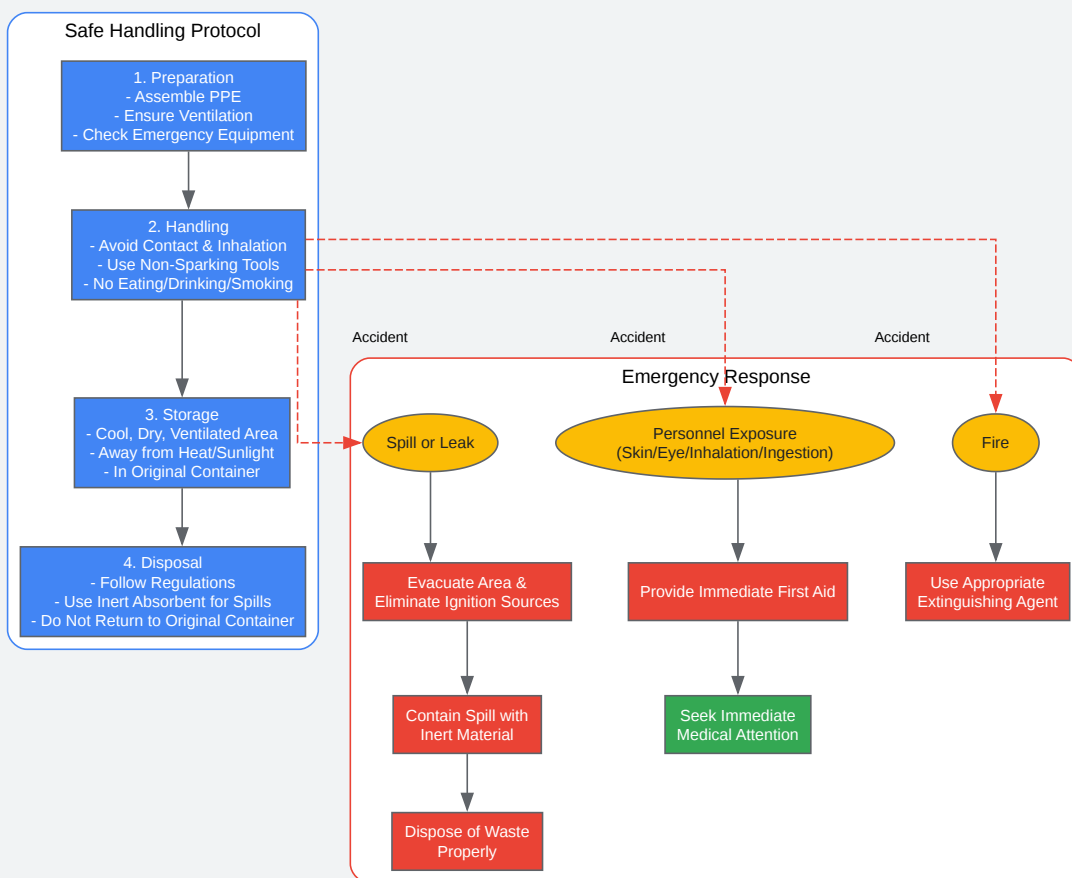 Safe Handling Protocol
1. Preparation
- Assemble PPE
- Ensure Ventilation
- Check Emergency Equipment
2. Handling
- Avoid Contact & Inhalation
- Use Non-Sparking Tools
- No Eating/Drinking/Smoking
3. Storage
- Cool, Dry, Ventilated Area
- Away from Heat/Sunlight
- In Original Container
4. Disposal
- Follow Regulations
- Use Inert Absorbent for Spills
- Do Not Return to Original Container
Accident
Accident
Accident
Emergency Response
Spill or Leak
Evacuate Area &
Eliminate Ignition Sources
Contain Spill with
Inert Material
Dispose of Waste
Properly
Personnel Exposure
(Skin/Eye/Inhalation/Ingestion)
Provide Immediate First Aid
Seek Immediate
Medical Attention
Fire
Use Appropriate
Extinguishing Agent